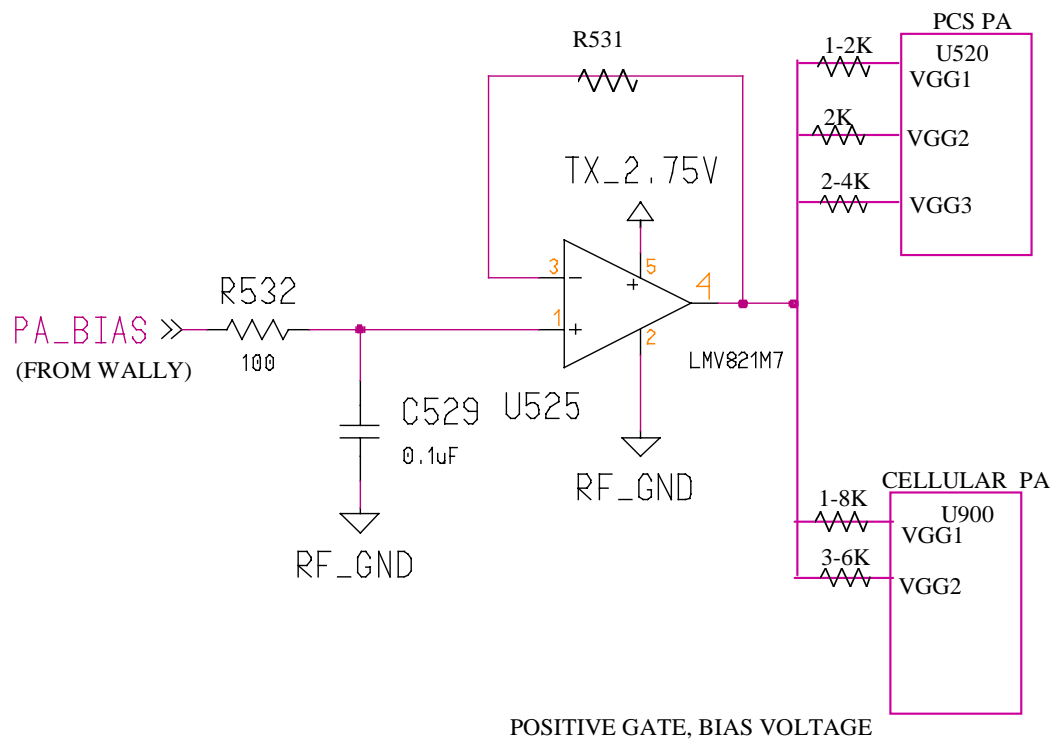 PCS PA
R531
1-2K
U520
VGG1
2K
VGG2
TX_2.75V
2-4K
VGG3
3
5
+
4
−
R532
PA_BIAS
1
+
2
(FROM WALLY)
100
LMV821M7
C529
U525
0.1uF
CELLULAR PA
RF_GND
1-8K
U900
VGG1
RF_GND
3-6K
VGG2
POSITIVE GATE, BIAS VOLTAGE